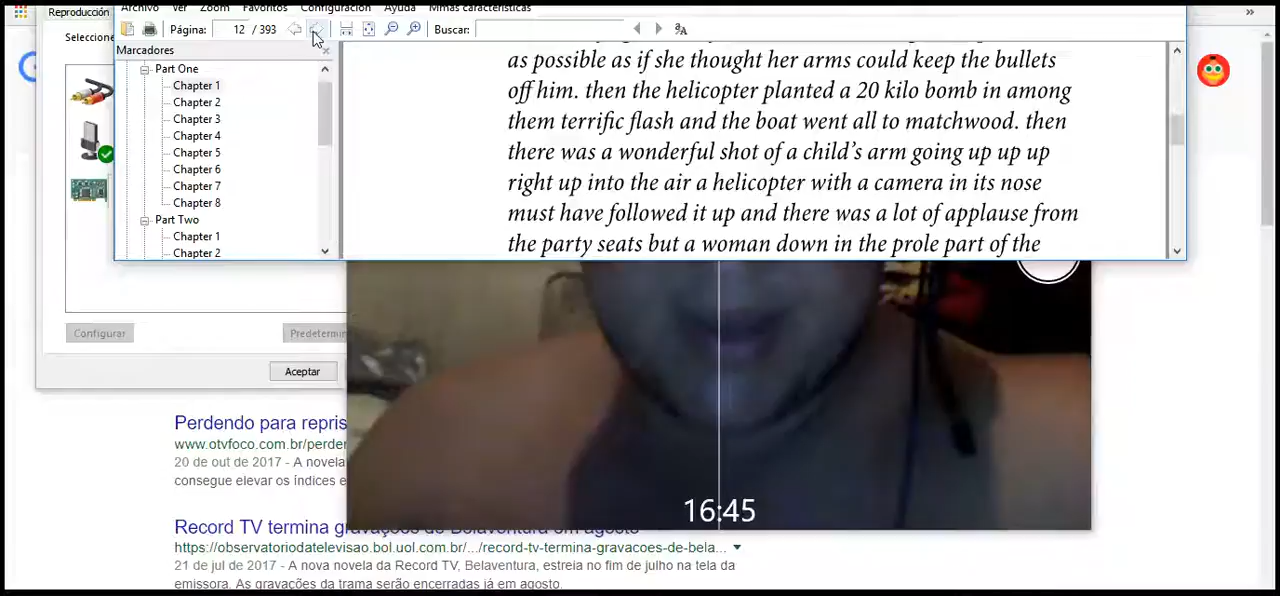 Reproducción
Archivo Ver Zoom Favoritos Configuración Ayuda Mimas características
Página: 12 / 393 Buscar:
Seleccione
Marcadores
Part One
Chapter 1
Chapter 2
Chapter 3
Chapter 4
Chapter 5
Chapter 6
Chapter 7
Chapter 8
Part Two
Chapter 1
Chapter 2
as possible as if she thought her arms could keep the bullets
off him. then the helicopter planted a 20 kilo bomb in among
them terrific flash and the boat went all to matchwood. then
there was a wonderful shot of a child’s arm going up up up
right up into the air a helicopter with a camera in its nose
must have followed it up and there was a lot of applause from
the party seats but a woman down in the prole part of the
Configurar
Predetermin
Aceptar
16:45
Perdendo para repris
www.otvfoco.com.br/perder
20 de out de 2017 - A novela
consegue elevar os índices e
Record TV termina gravações de Belaventura em agosto
https://observatoriodatelevisao.bol.uol.com.br/.../record-tv-termina-gravacoes-de-bela...
21 de jul de 2017 - A nova novela da Record TV, Belaventura, estreia no fim de julho na tela da
emissora. As gravações da trama serão encerradas já em agosto.